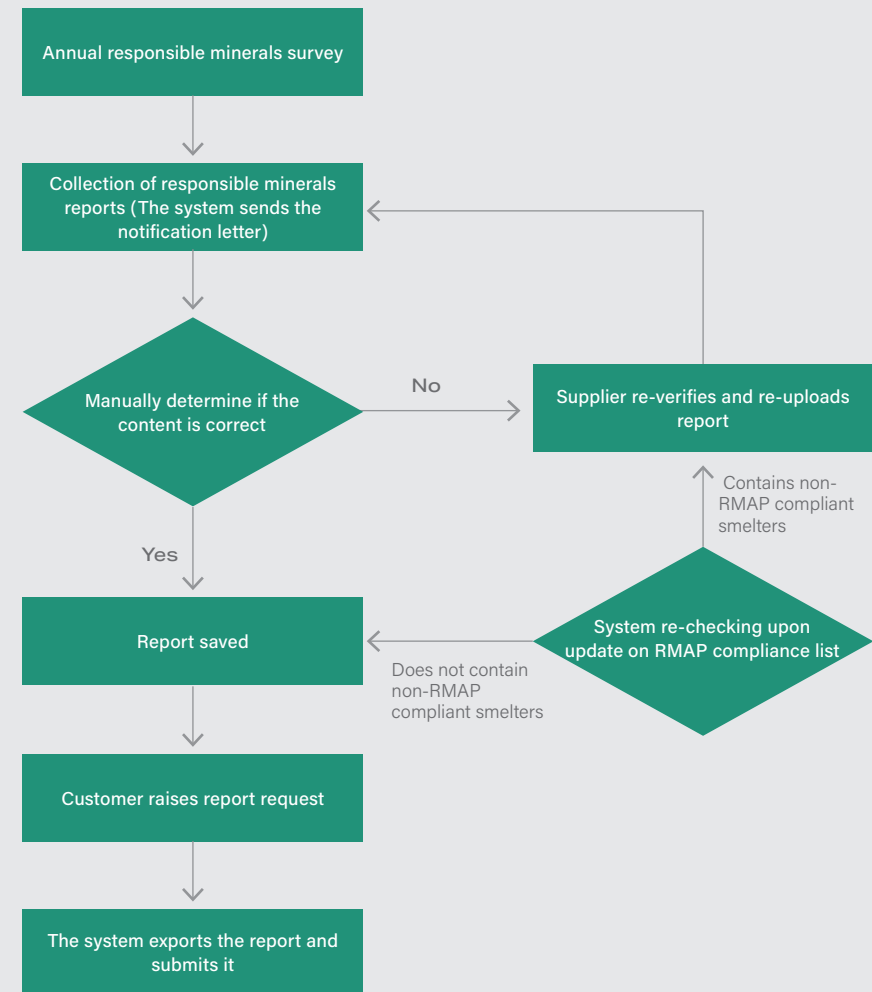 Annual responsible minerals survey
Collection of responsible minerals
reports (The system sends the
notification letter)
Manually determine if the
content is correct
No
Supplier re-verifies and re-uploads
report
Contains non-
RMAP compliant
smelters
Yes
Report saved
System re-checking upon
update on RMAP compliance list
Does not contain
non-RMAP
compliant smelters
Customer raises report request
The system exports the report and
submits it